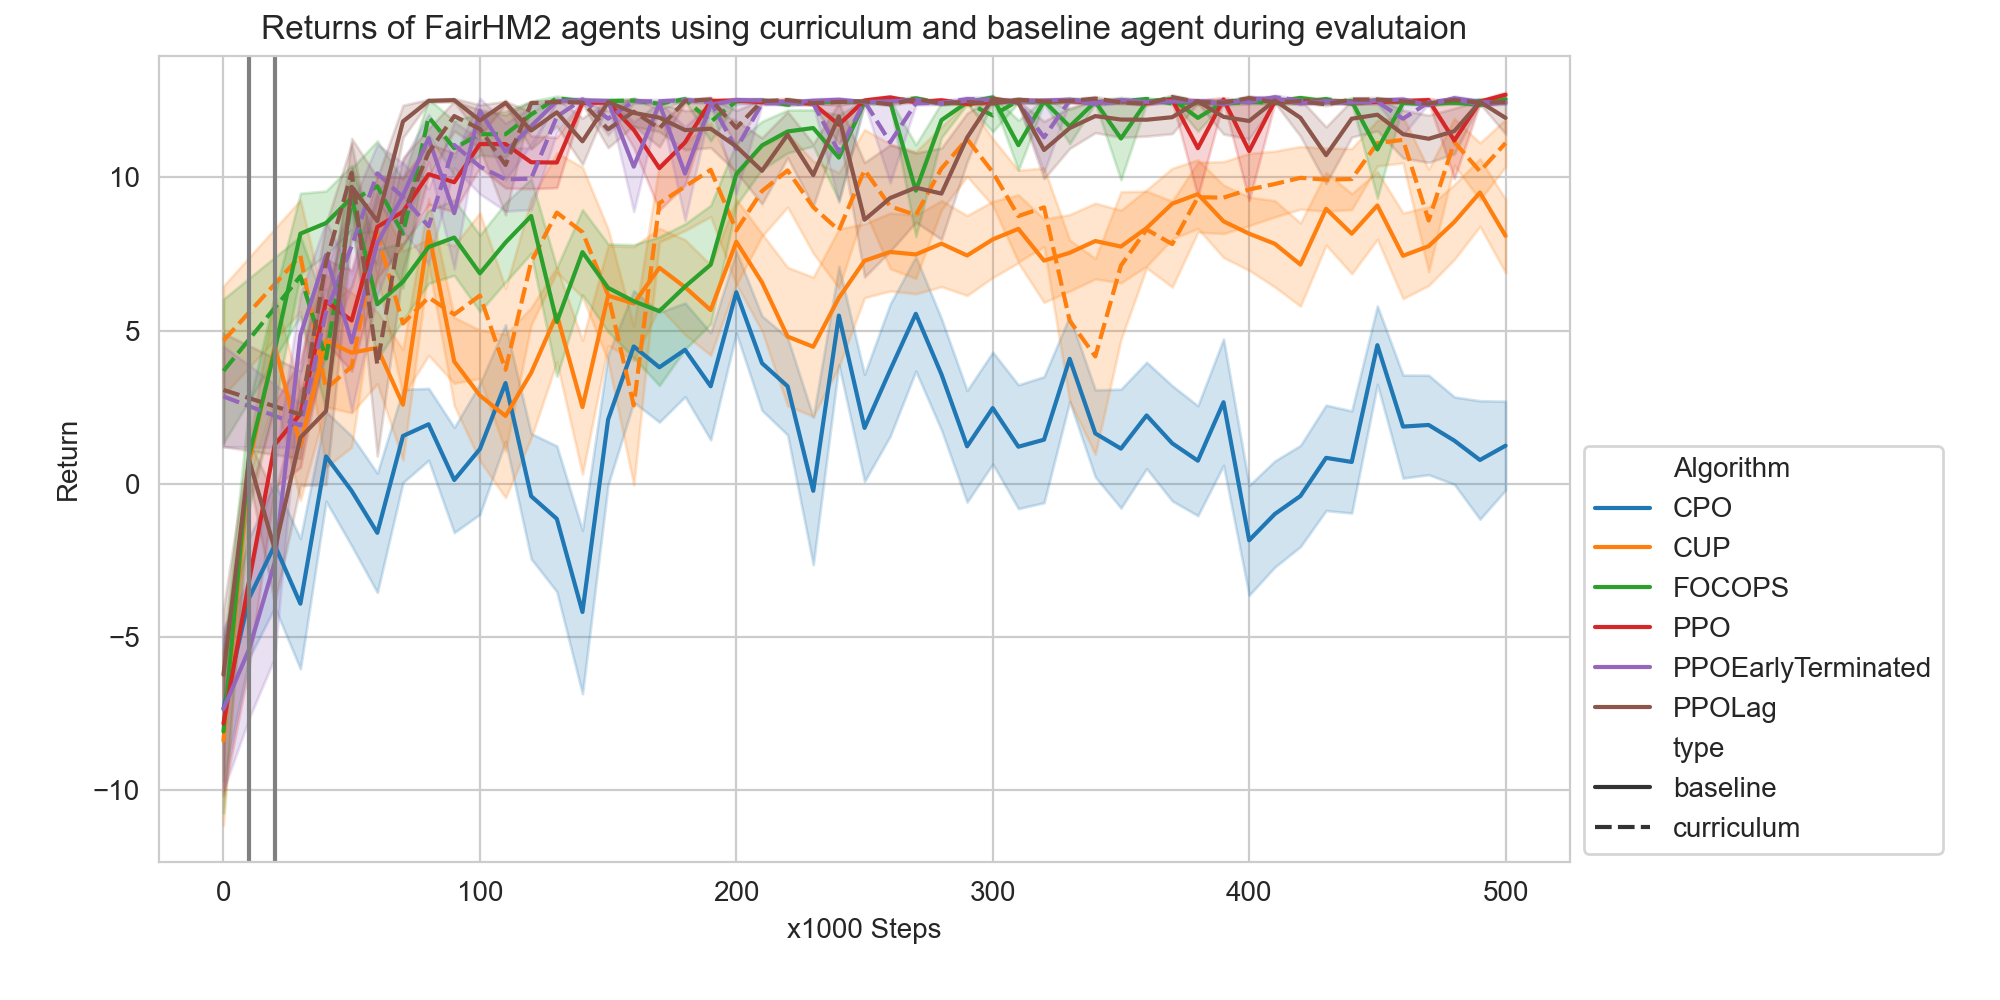 Returns of FairHM2 agents using curriculum and baseline agent during evalutaion
10
5
0
−5
−10
Return
0 100 200 300 400 500
x1000 Steps
Algorithm
CPO
CUP
FOCOPS
PPO
PPOEarlyTerminated
PPOLag
type
baseline
curriculum